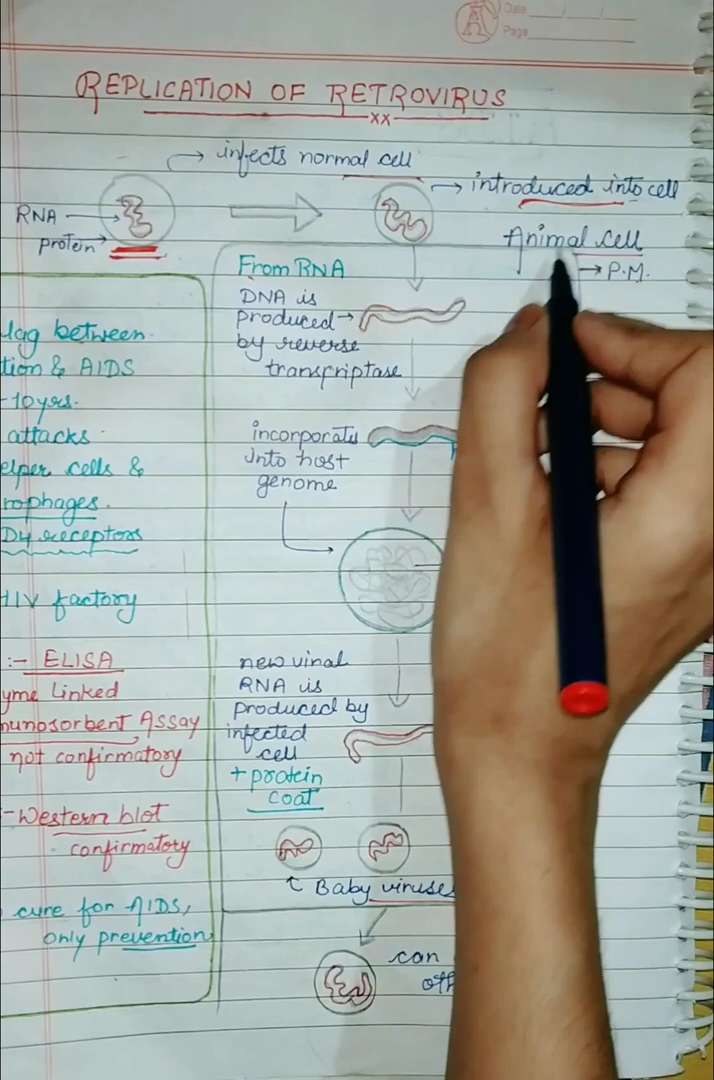 Date
Page
REPLICATION OF RETROVIRUS
xx
→ infects normal cell
→ introduced into cell
RNA →
protein →
Animal cell
→ P.M.
From RNA
DNA is
produced →
by reverse
transcriptase
incorporate
into host
genome
new viral
RNA is
produced by
infected
cell
+ protein
coat
Baby viruses
can
oth
lag between
tion & AIDS
-10yrs.
attacks
elper cells &
rophages.
D4 receptors
HIV factory
:- ELISA
yme Linked
munosorbent Assay
not confirmatory
-Western blot
confirmatory
cure for AIDS,
only prevention